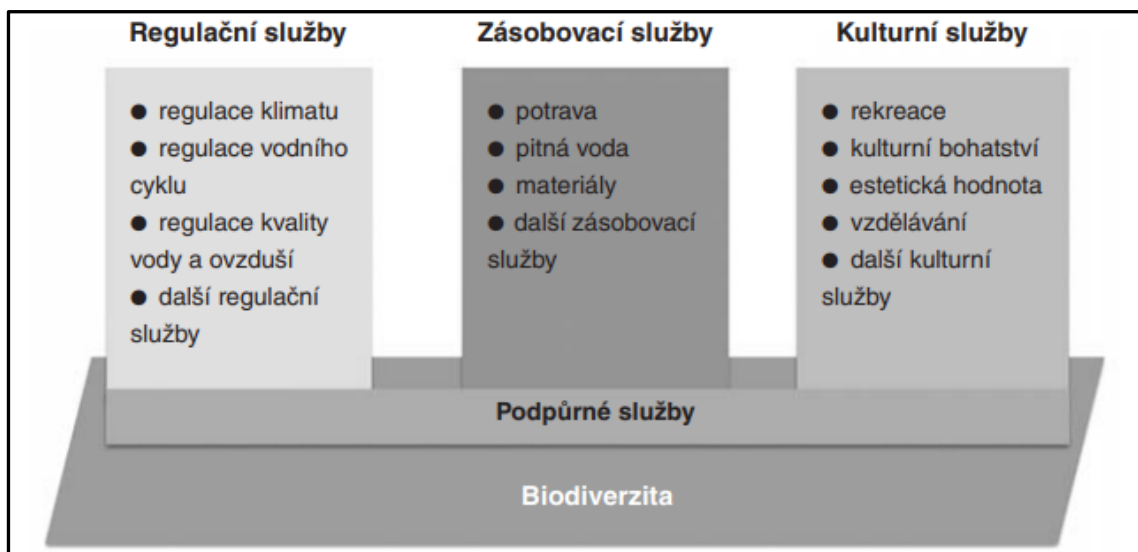 Regulační služby
● regulace klimatu
● regulace vodního
cyklu
● regulace kvality
vody a ovzduší
● další regulační
služby
Zásobovací služby
● potrava
● pitná voda
● materiály
● další zásobovací
služby
Kulturní služby
● rekreace
● kulturní bohatství
● estetická hodnota
● vzdělávání
● další kulturní
služby
Podpůrné služby
Biodiverzita